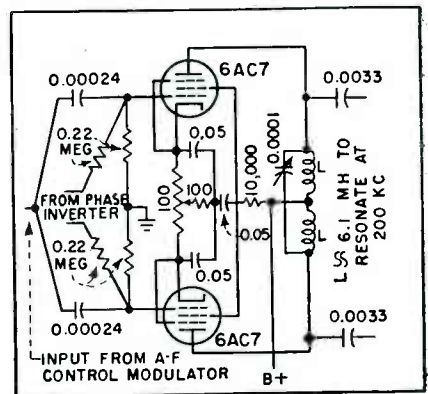 6AC7
0.00024
0.0033
0.22
MEG
0.05
0.0001
10,000
FROM PHASE
INVERTER
100
100
L
L
L ≈ 6.1 MH TO
RESONATE AT
200 KC
0.22
MEG
0.05
0.05
0.00024
0.0033
6AC7
INPUT FROM A-F
CONTROL MODULATOR
B+